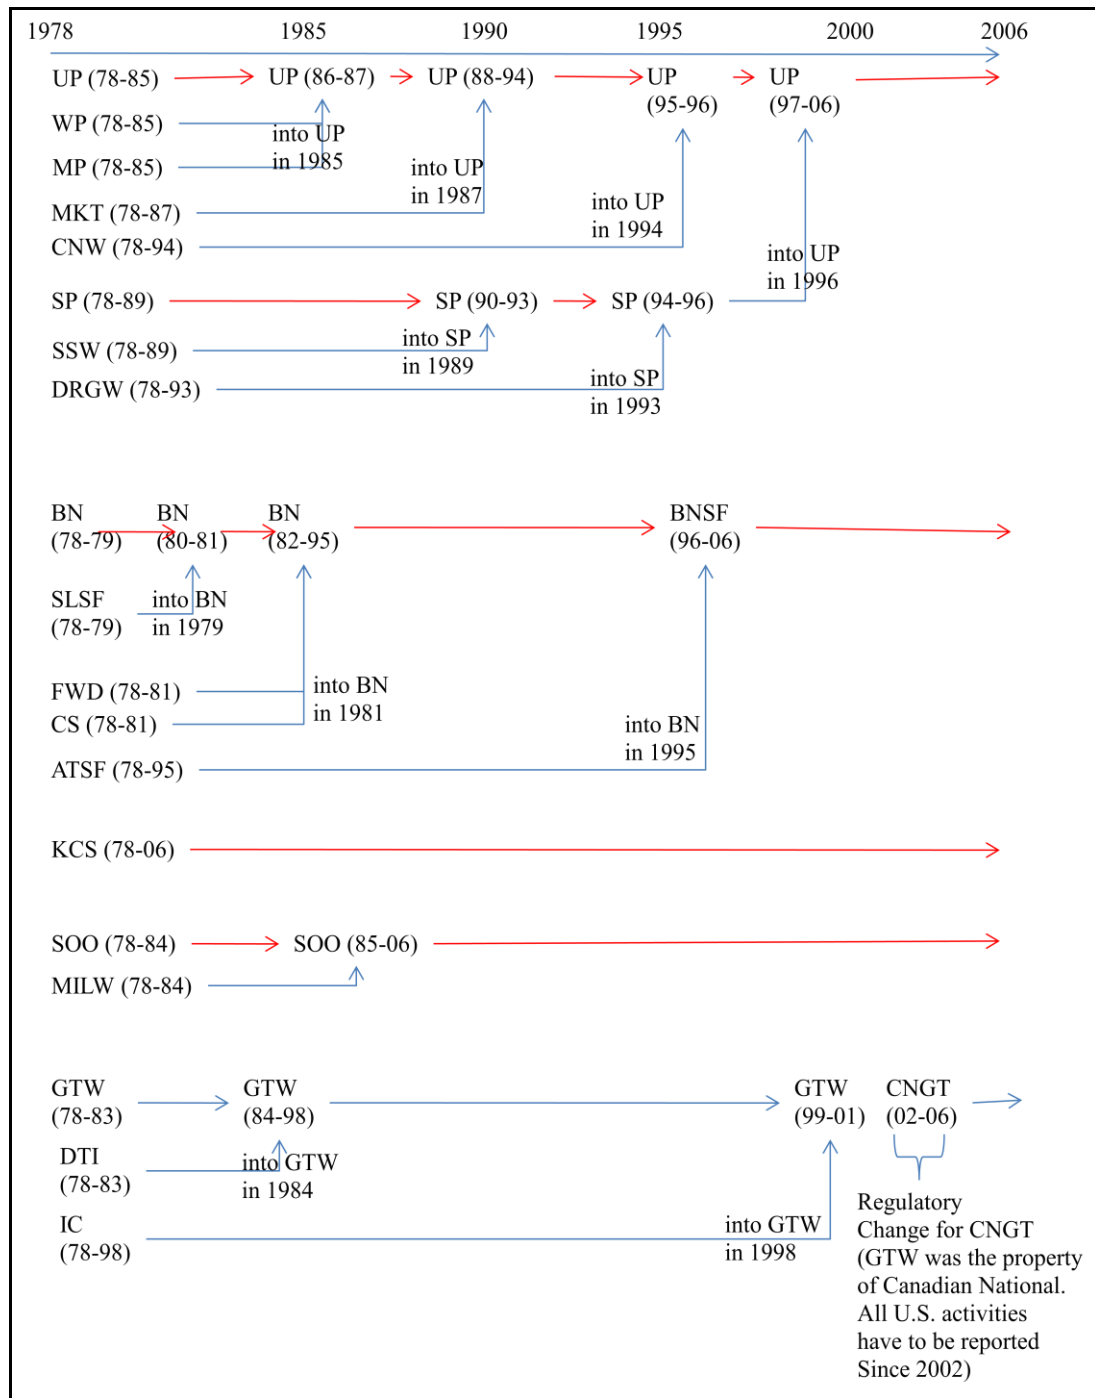 1978 1985 1990 1995 2000 2006
UP (78-85) UP (86-87) UP (88-94) UP UP
(95-96) (97-06)
WP (78-85)
into UP
in 1985
MP (78-85)
into UP
in 1987
MKT (78-87)
into UP
in 1994
CNW (78-94)
into UP
in 1996
SP (78-89) SP (90-93) SP (94-96)
SSW (78-89)
into SP
in 1989
DRGW (78-93)
into SP
in 1993
BN BN BN BNSF
(78-79) (80-81) (82-95) (96-06)
SLSF into BN
(78-79) in 1979
FWD (78-81) into BN
CS (78-81) in 1981
into BN
in 1995
ATSF (78-95)
KCS (78-06)
SOO (78-84) SOO (85-06)
MILW (78-84)
GTW GTW GTW CNGT
(78-83) (84-98) (99-01) (02-06)
DTI into GTW
(78-83) in 1984
IC into GTW
(78-98) in 1998
Regulatory
Change for CNGT
(GTW was the property
of Canadian National.
All U.S. activities
have to be reported
Since 2002)